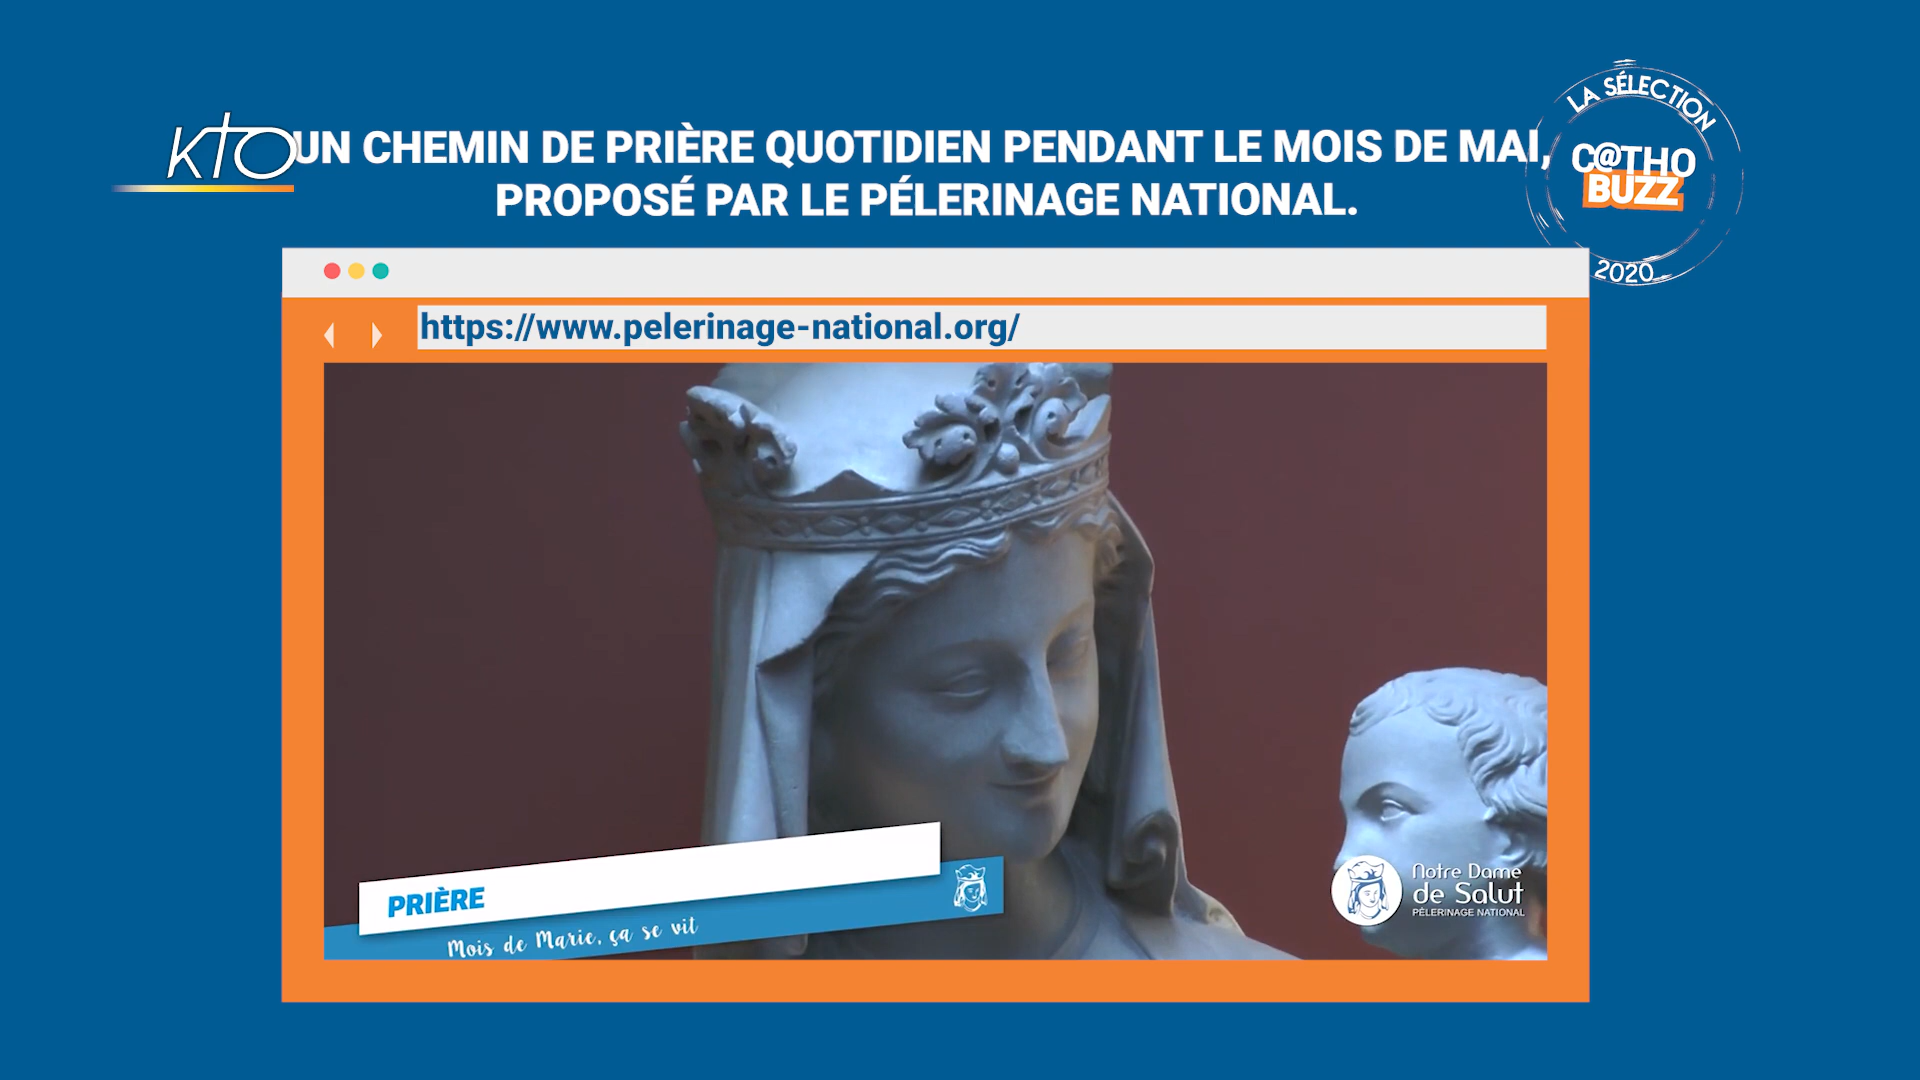 KTO
UN CHEMIN DE PRIÈRE QUOTIDIEN PENDANT LE MOIS DE MAI,
PROPOSÉ PAR LE PÉLERINAGE NATIONAL.
LA SÉLECTION
C@THO
BUZZ
2020
https://www.pelerinage-national.org/
PRIÈRE
Mois de Marie, ça se vit
Notre Dame
de Salut
PÈLERINAGE NATIONAL